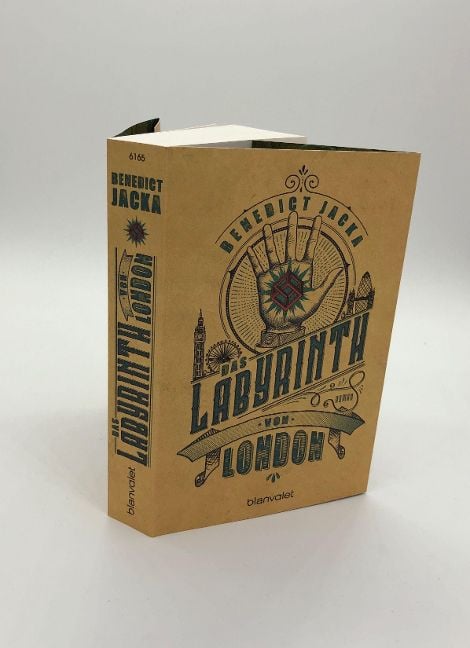 6165
BENEDICT
JACKA
DAS
LABYRINTH
VON
LONDON
blanvalet
BENEDICT JACKA
DAS
LABYRINTH
ROMAN
VON
LONDON
blanvalet